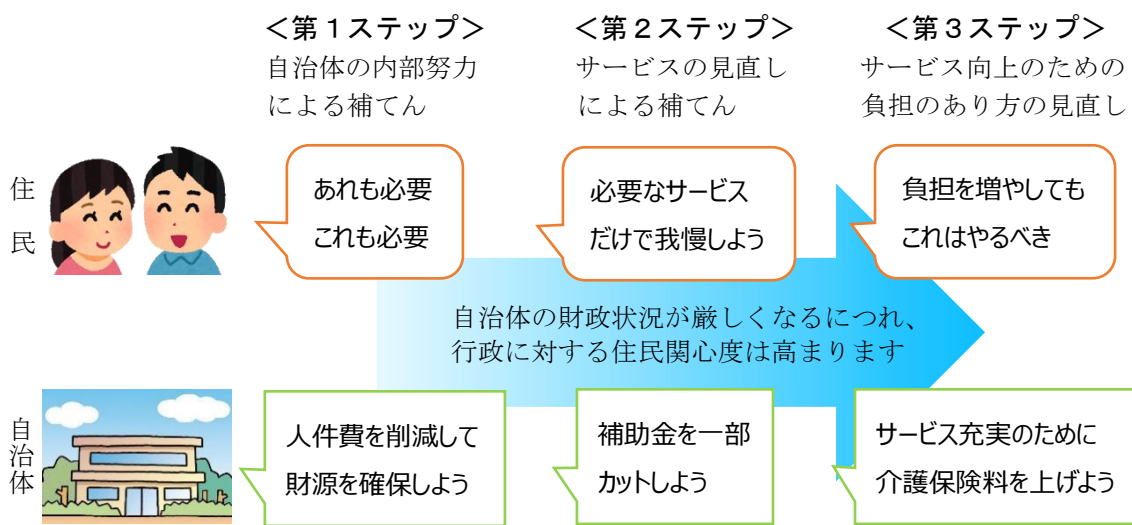 ＜第１ステップ＞
自治体の内部努力
による補てん
＜第２ステップ＞
サービスの見直し
による補てん
＜第３ステップ＞
サービス向上のための
負担のあり方の見直し
住民
あれも必要
これも必要
必要なサービス
だけで我慢しよう
負担を増やしても
これはやるべき
自治体の財政状況が厳しくなるにつれ、
行政に対する住民関心度は高まります
自治体
人件費を削減して
財源を確保しよう
補助金を一部
カットしよう
サービス充実のために
介護保険料を上げよう